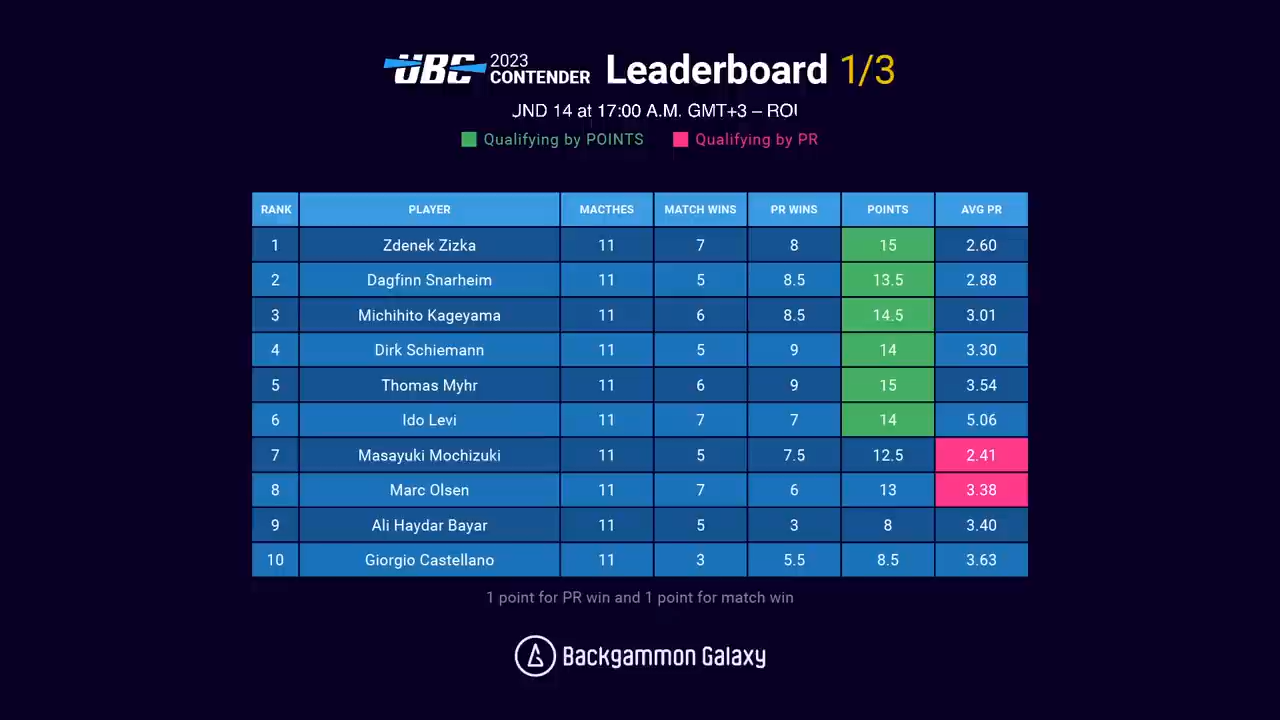 UBC 2023 CONTENDER Leaderboard 1/3
JND 14 at 17:00 A.M. GMT+3 – ROU
Qualifying by POINTS Qualifying by PR
RANK PLAYER MACTHES MATCH WINS PR WINS POINTS AVG PR
1 Zdenek Zizka 11 7 8 15 2.60
2 Dagfinn Snarheim 11 5 8.5 13.5 2.88
3 Michihito Kageyama 11 6 8.5 14.5 3.01
4 Dirk Schiemann 11 5 9 14 3.30
5 Thomas Myhr 11 6 9 15 3.54
6 Ido Levi 11 7 7 14 5.06
7 Masayuki Mochizuki 11 5 7.5 12.5 2.41
8 Marc Olsen 11 7 6 13 3.38
9 Ali Haydar Bayar 11 5 3 8 3.40
10 Giorgio Castellano 11 3 5.5 8.5 3.63
1 point for PR win and 1 point for match win
Backgammon Galaxy